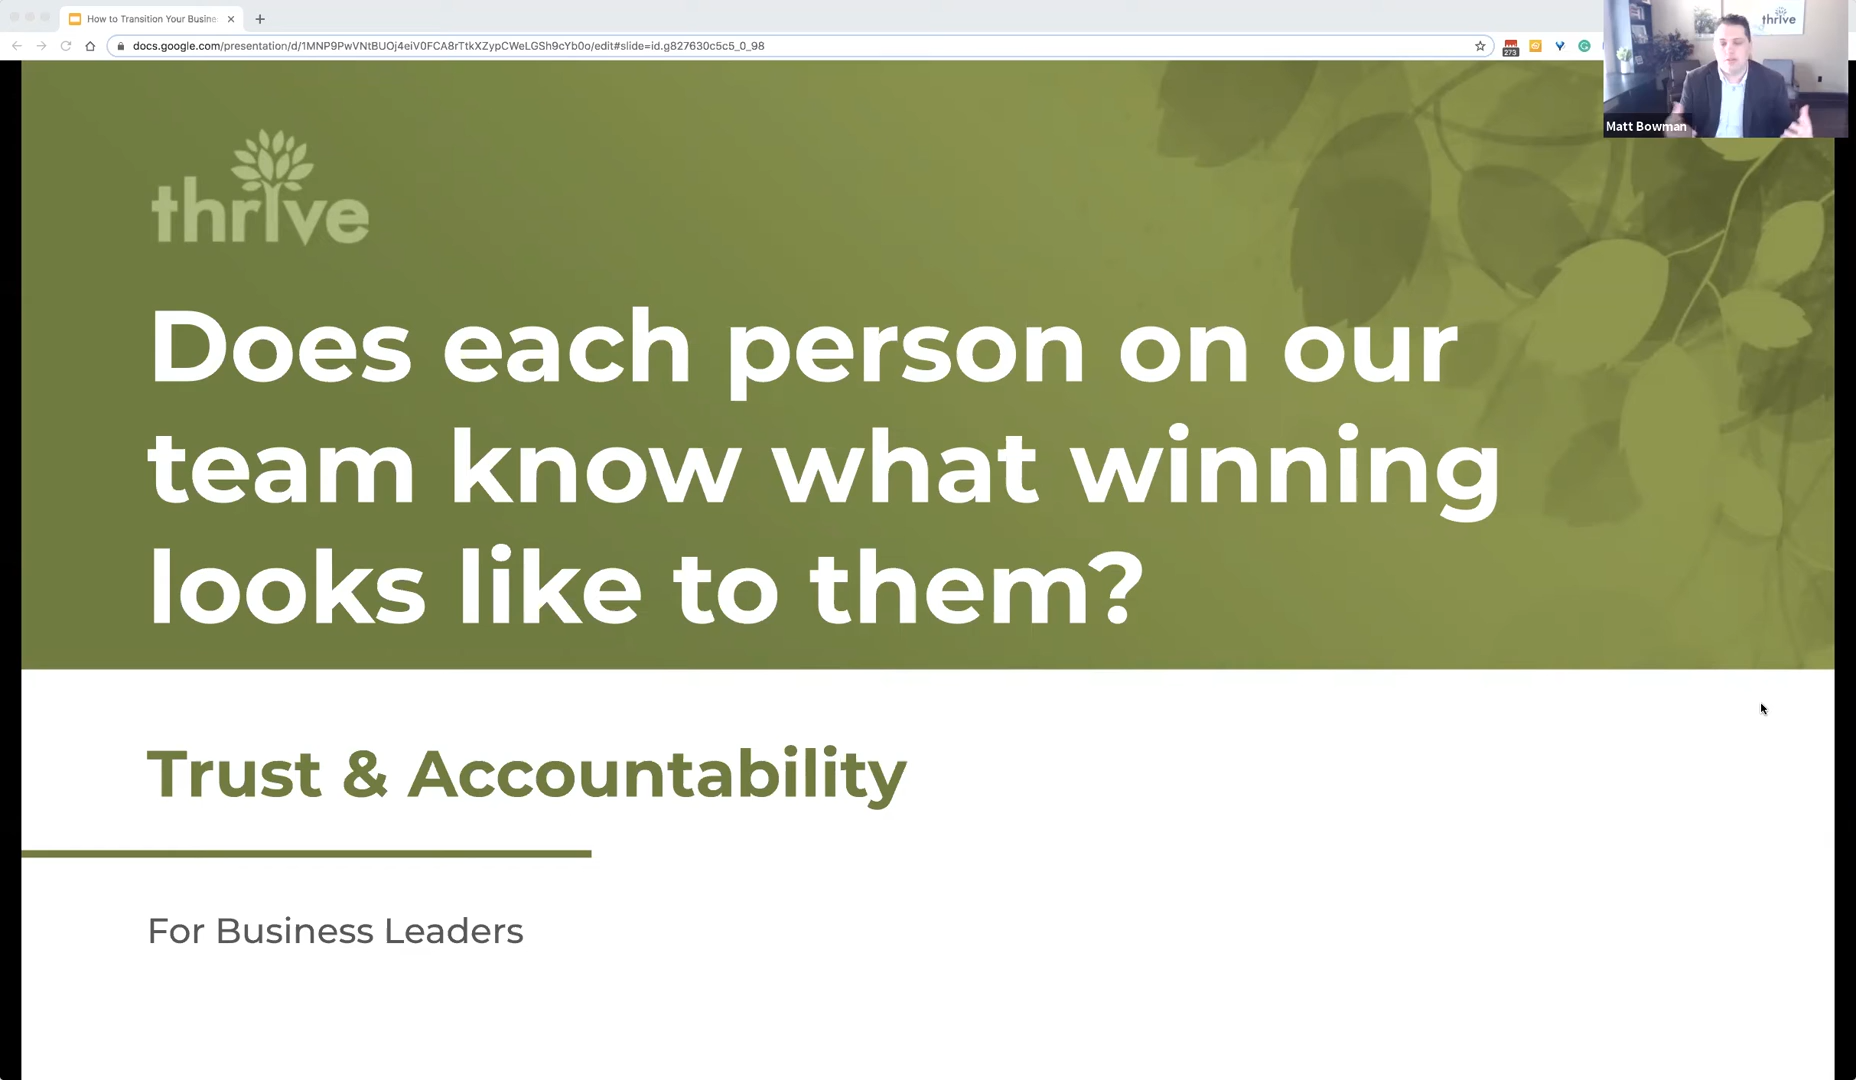 How to Transition Your Busine
docs.google.com/presentation/d/1MNP9PwVNtBUOj4eiV0FCA8rTtkXZypCWeLGSh9cYb0o/edit#slide=id.g827630c5c5_0_98
273
thrive
Matt Bowman
thrive
Does each person on our
team know what winning
looks like to them?
Trust & Accountability
For Business Leaders